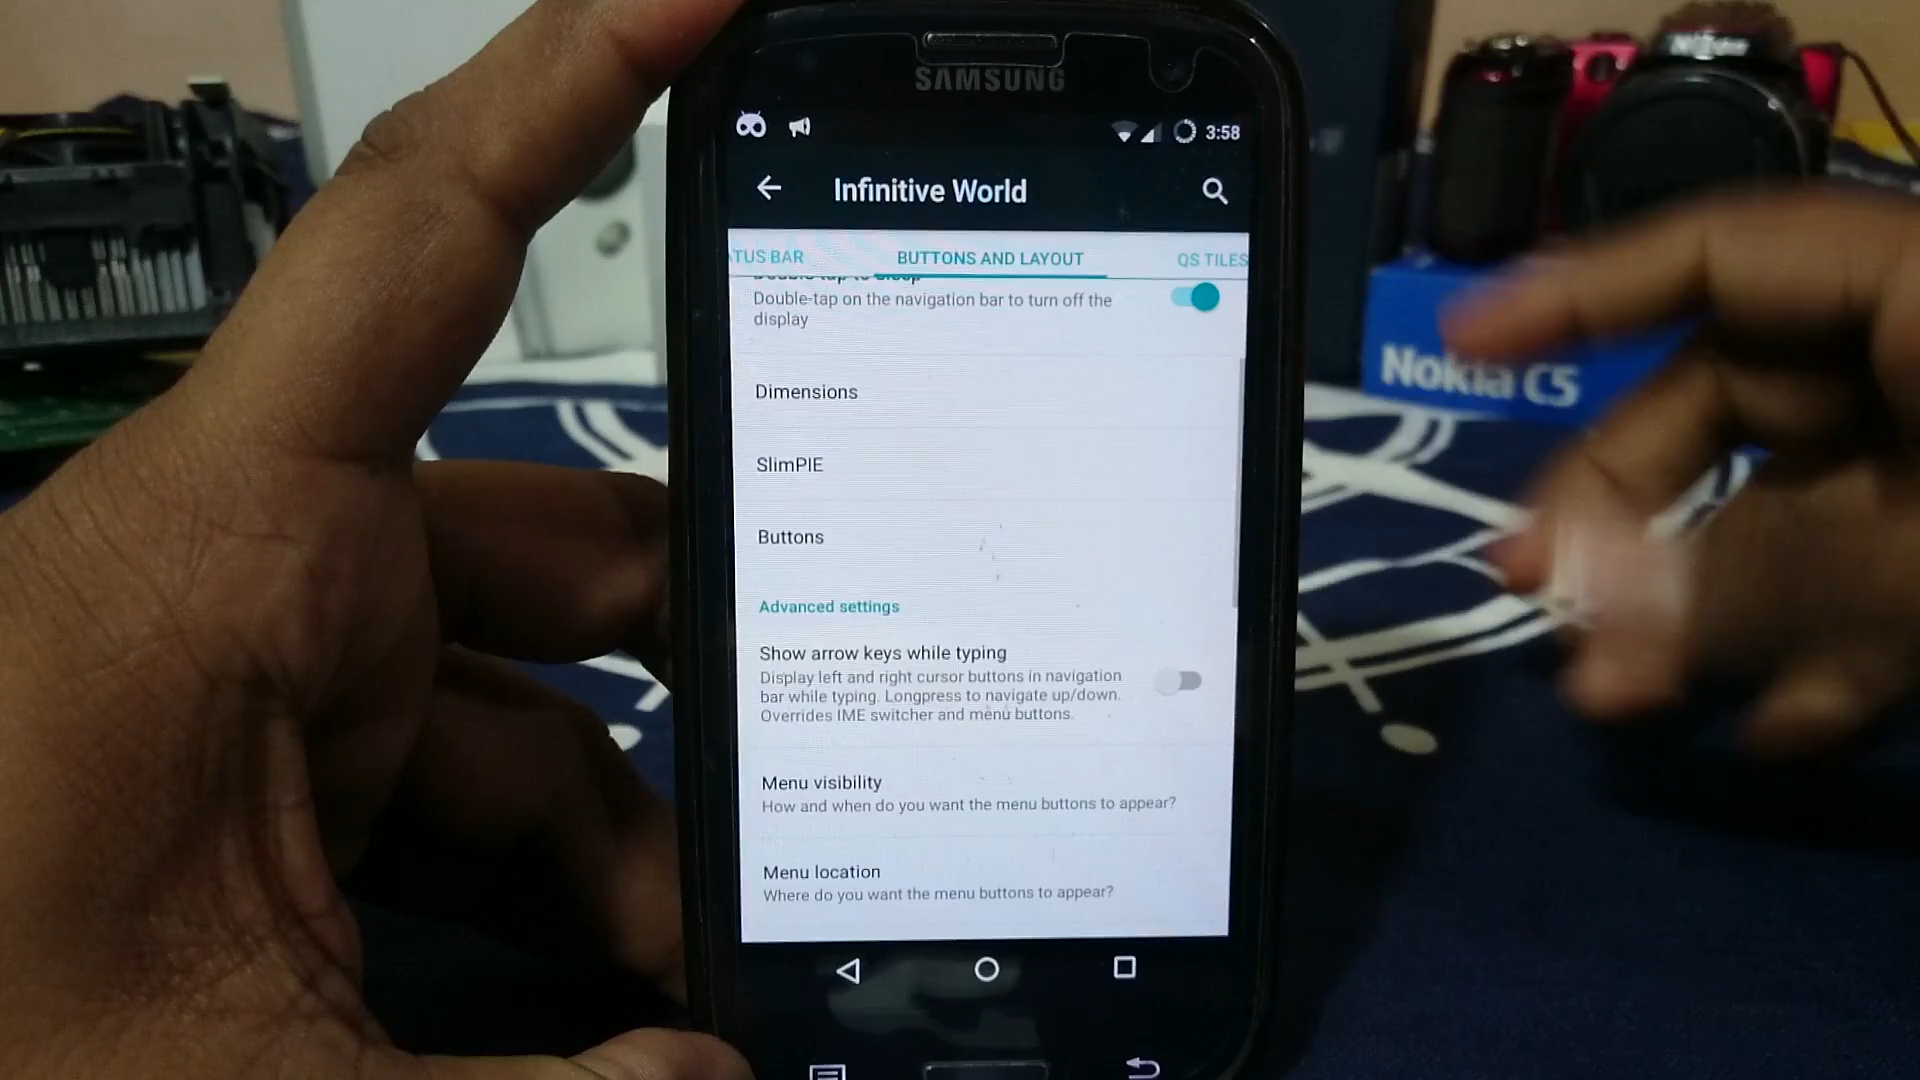 SAMSUNG
3:58
Infinitive World
TUS BAR
BUTTONS AND LAYOUT
QS TILES
Double tap to sleep
Double-tap on the navigation bar to turn off the
display
Dimensions
SlimPIE
Buttons
Advanced settings
Show arrow keys while typing
Display left and right cursor buttons in navigation
bar while typing. Longpress to navigate up/down.
Overrides IME switcher and menu buttons.
Menu visibility
How and when do you want the menu buttons to appear?
Menu location
Where do you want the menu buttons to appear?
Nikon
Nokia C5